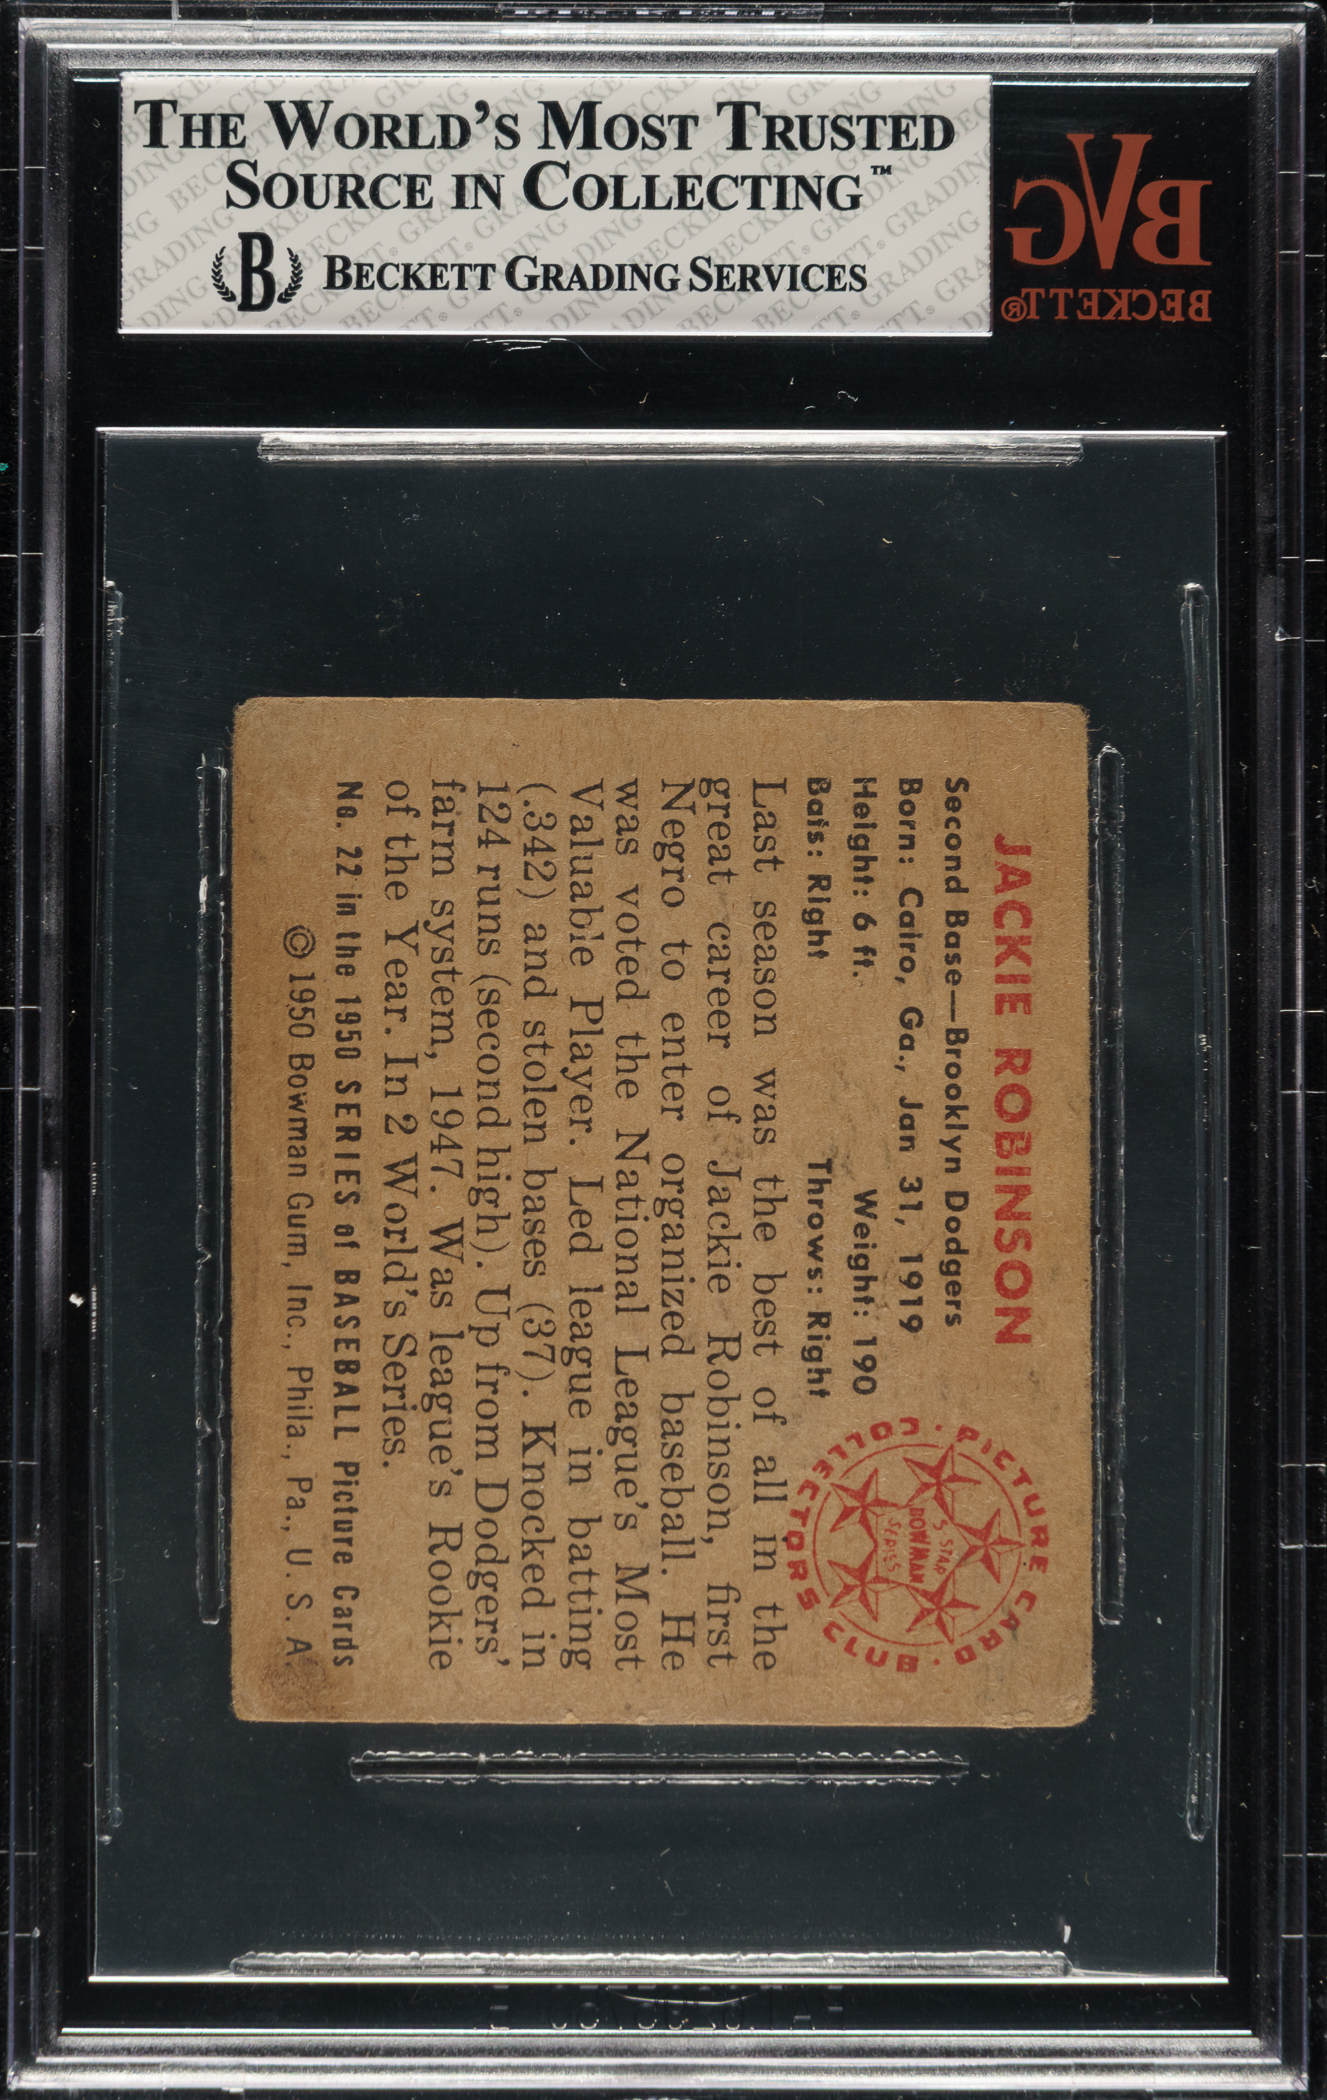 THE WORLD'S MOST TRUSTED
SOURCE IN COLLECTING™
B BECKETT GRADING SERVICES
BVG
BECKETT®
JACKIE ROBINSON
Second Base—Brooklyn Dodgers
Born: Cairo, Ga., Jan 31, 1919
Height: 6 ft. Weight: 190
Bats: Right Throws: Right
PICTURE CARD · COLLECTORS CLUB ·
5 STAR
BOWMAN
SERIES
Last season was the best of all in the
great career of Jackie Robinson, first
Negro to enter organized baseball. He
was voted the National League's Most
Valuable Player. Led league in batting
(.342) and stolen bases (37). Knocked in
124 runs (second high). Up from Dodgers'
farm system, 1947. Was league's Rookie
of the Year. In 2 World's Series.
No. 22 in the 1950 SERIES of BASEBALL Picture Cards
© 1950 Bowman Gum, Inc., Phila., Pa., U. S. A.